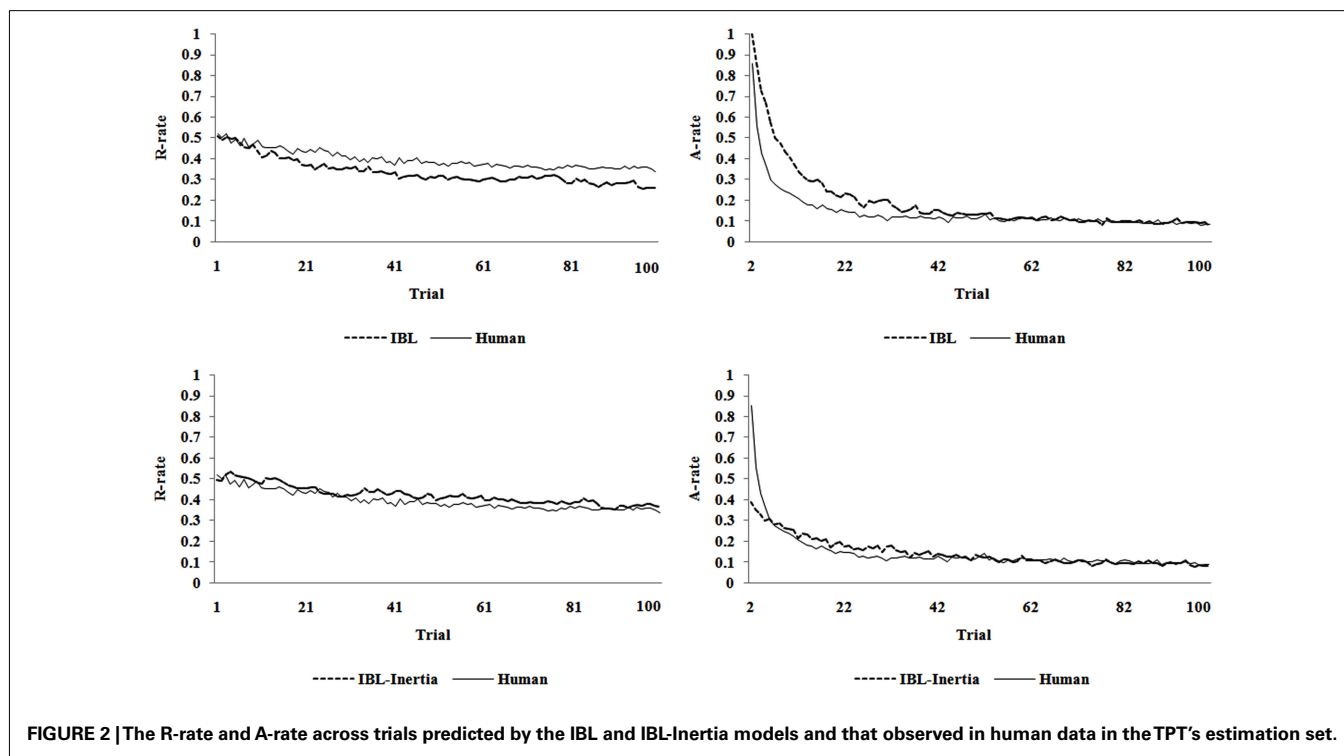 R-rate
1
0.9
0.8
0.7
0.6
0.5
0.4
0.3
0.2
0.1
0
1 21 41 61 81 100
Trial
IBL Human
A-rate
1
0.9
0.8
0.7
0.6
0.5
0.4
0.3
0.2
0.1
0
2 22 42 62 82 100
Trial
IBL Human
R-rate
1
0.9
0.8
0.7
0.6
0.5
0.4
0.3
0.2
0.1
0
1 21 41 61 81 100
Trial
IBL-Inertia Human
A-rate
1
0.9
0.8
0.7
0.6
0.5
0.4
0.3
0.2
0.1
0
2 22 42 62 82 100
Trial
IBL-Inertia Human
FIGURE 2 | The R-rate and A-rate across trials predicted by the IBL and IBL-Inertia models and that observed in human data in the TPT's estimation set.